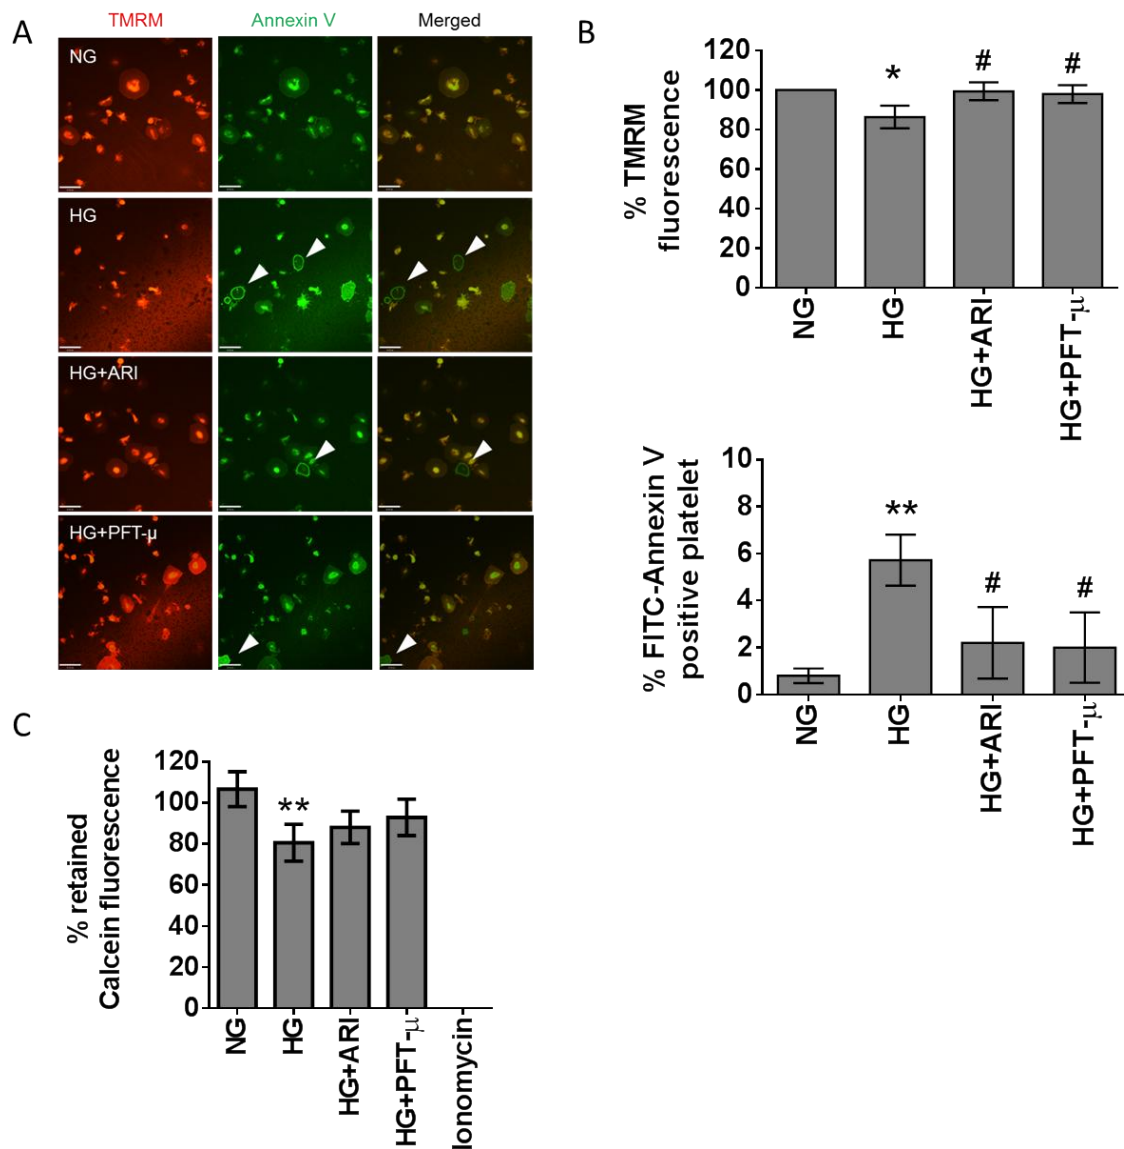 A
TMRM
Annexin V
Merged
NG
HG
HG+ARI
HG+PFT-μ
B
% TMRM
fluorescence
120
100
80
60
40
20
0
*
#
#
NG
HG
HG+ARI
HG+PFT-μ
% FITC-Annexin V
positive platelet
10
8
6
4
2
0
**
#
#
NG
HG
HG+ARI
HG+PFT-μ
C
% retained
Calcein fluorescence
120
100
80
60
40
20
0
**
NG
HG
HG+ARI
HG+PFT-μ
Ionomycin